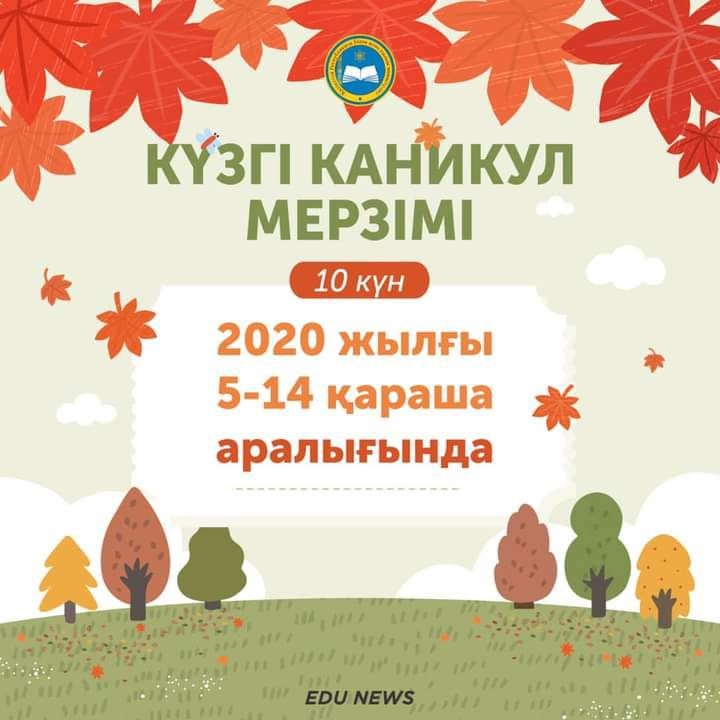 КҮЗГІ КАНИКУЛ
МЕРЗІМІ
10 күн
2020 жылғы
5-14 қараша
аралығында
EDU NEWS